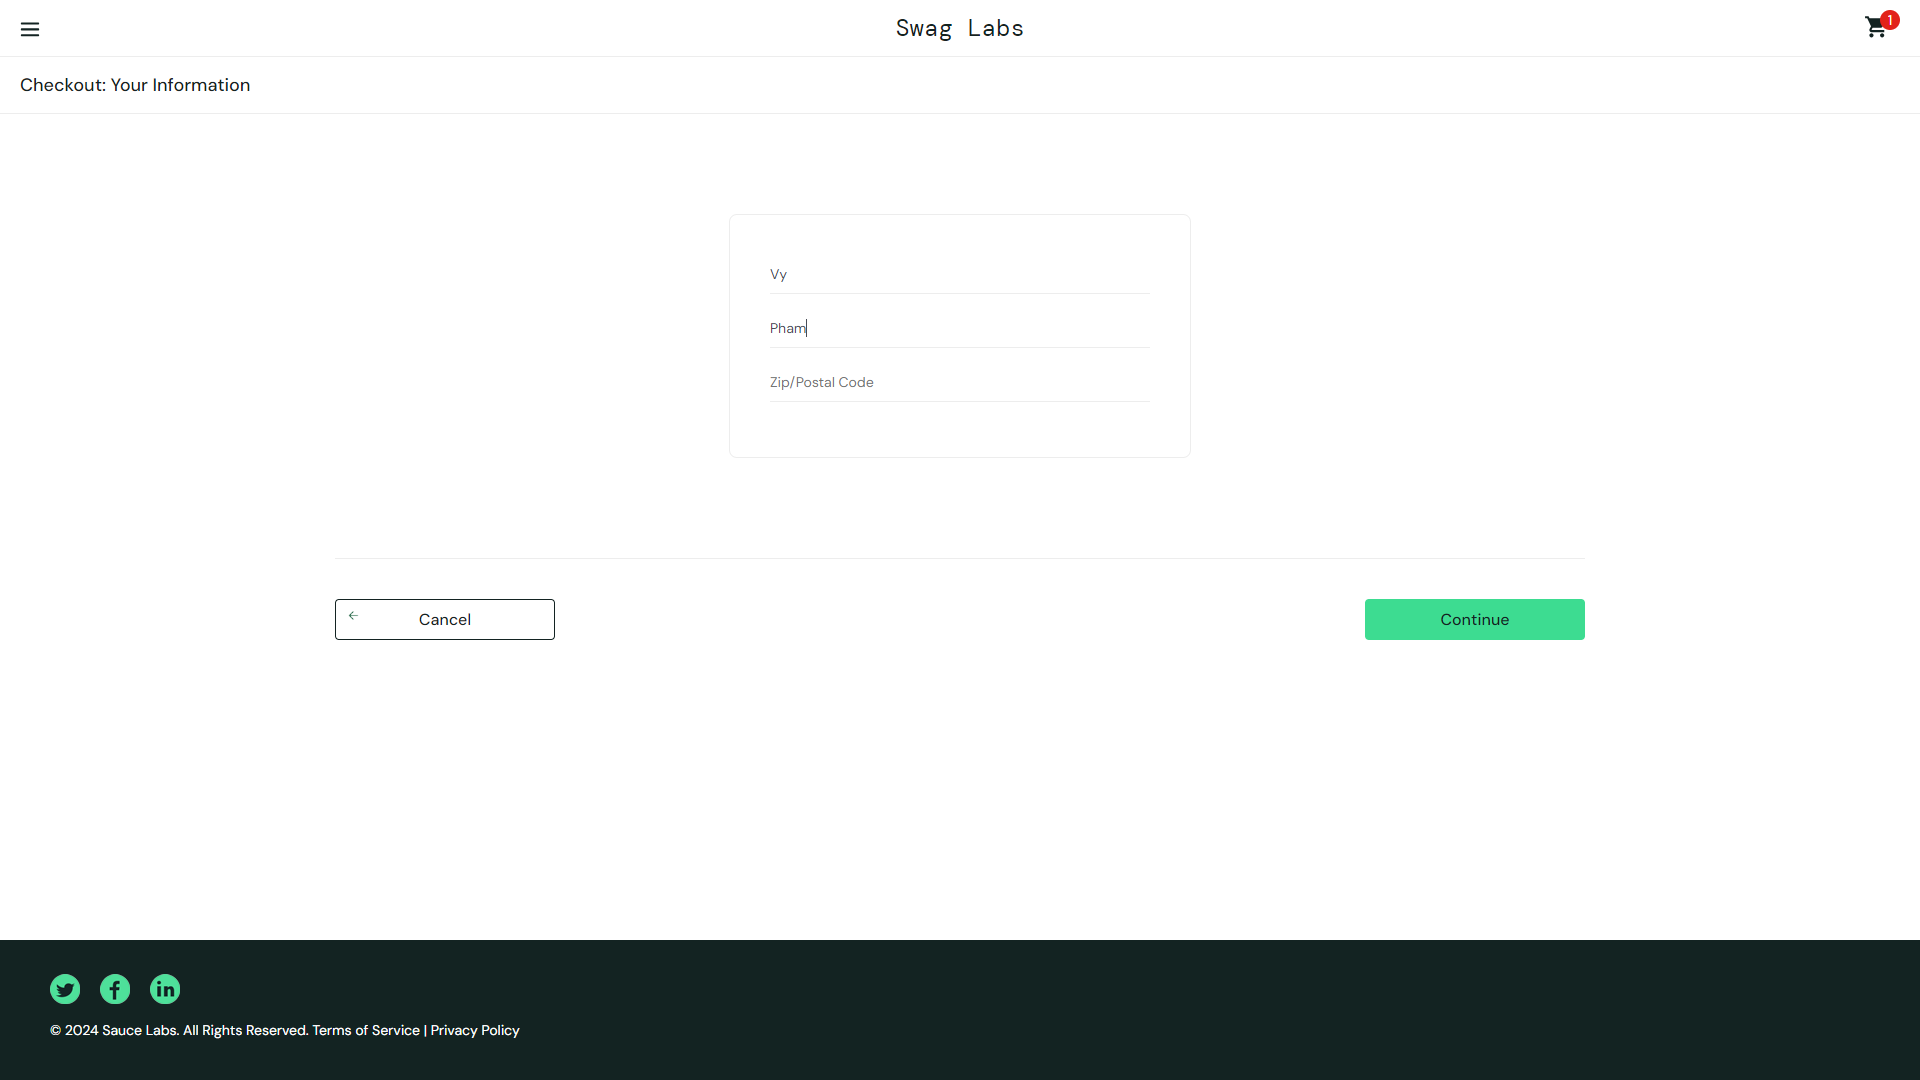 Swag Labs
1
Checkout: Your Information
Vy
Pham
Zip/Postal Code
Cancel
Continue
© 2024 Sauce Labs. All Rights Reserved. Terms of Service | Privacy Policy